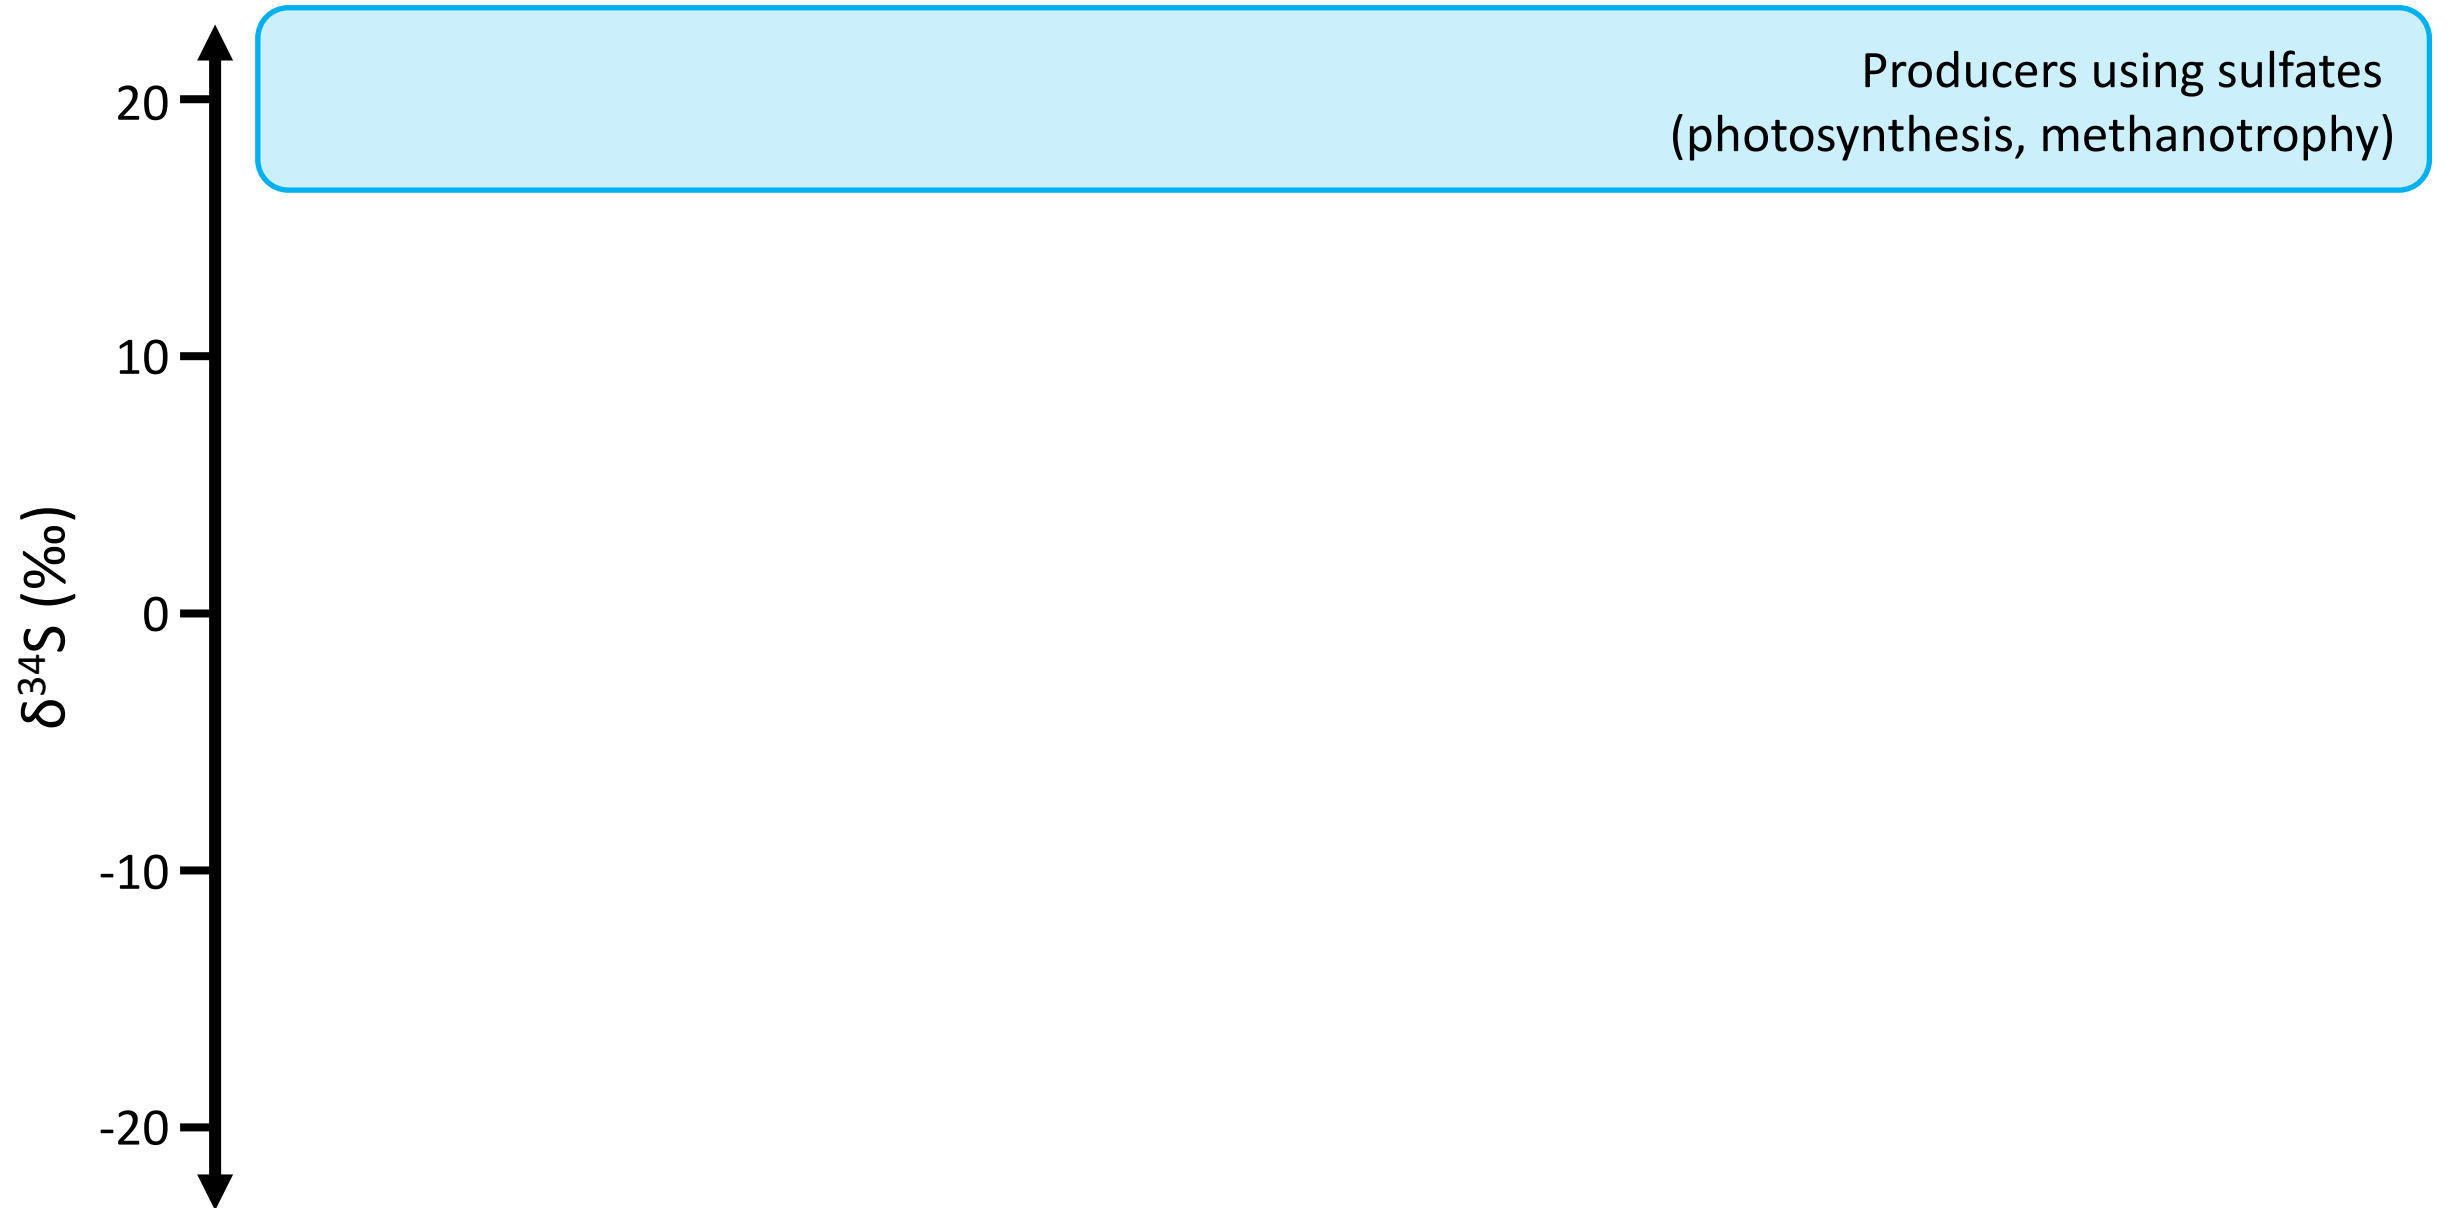 Producers using sulfates
(photosynthesis, methanotrophy)
20
10
0
-10
-20
δ³⁴S (‰)